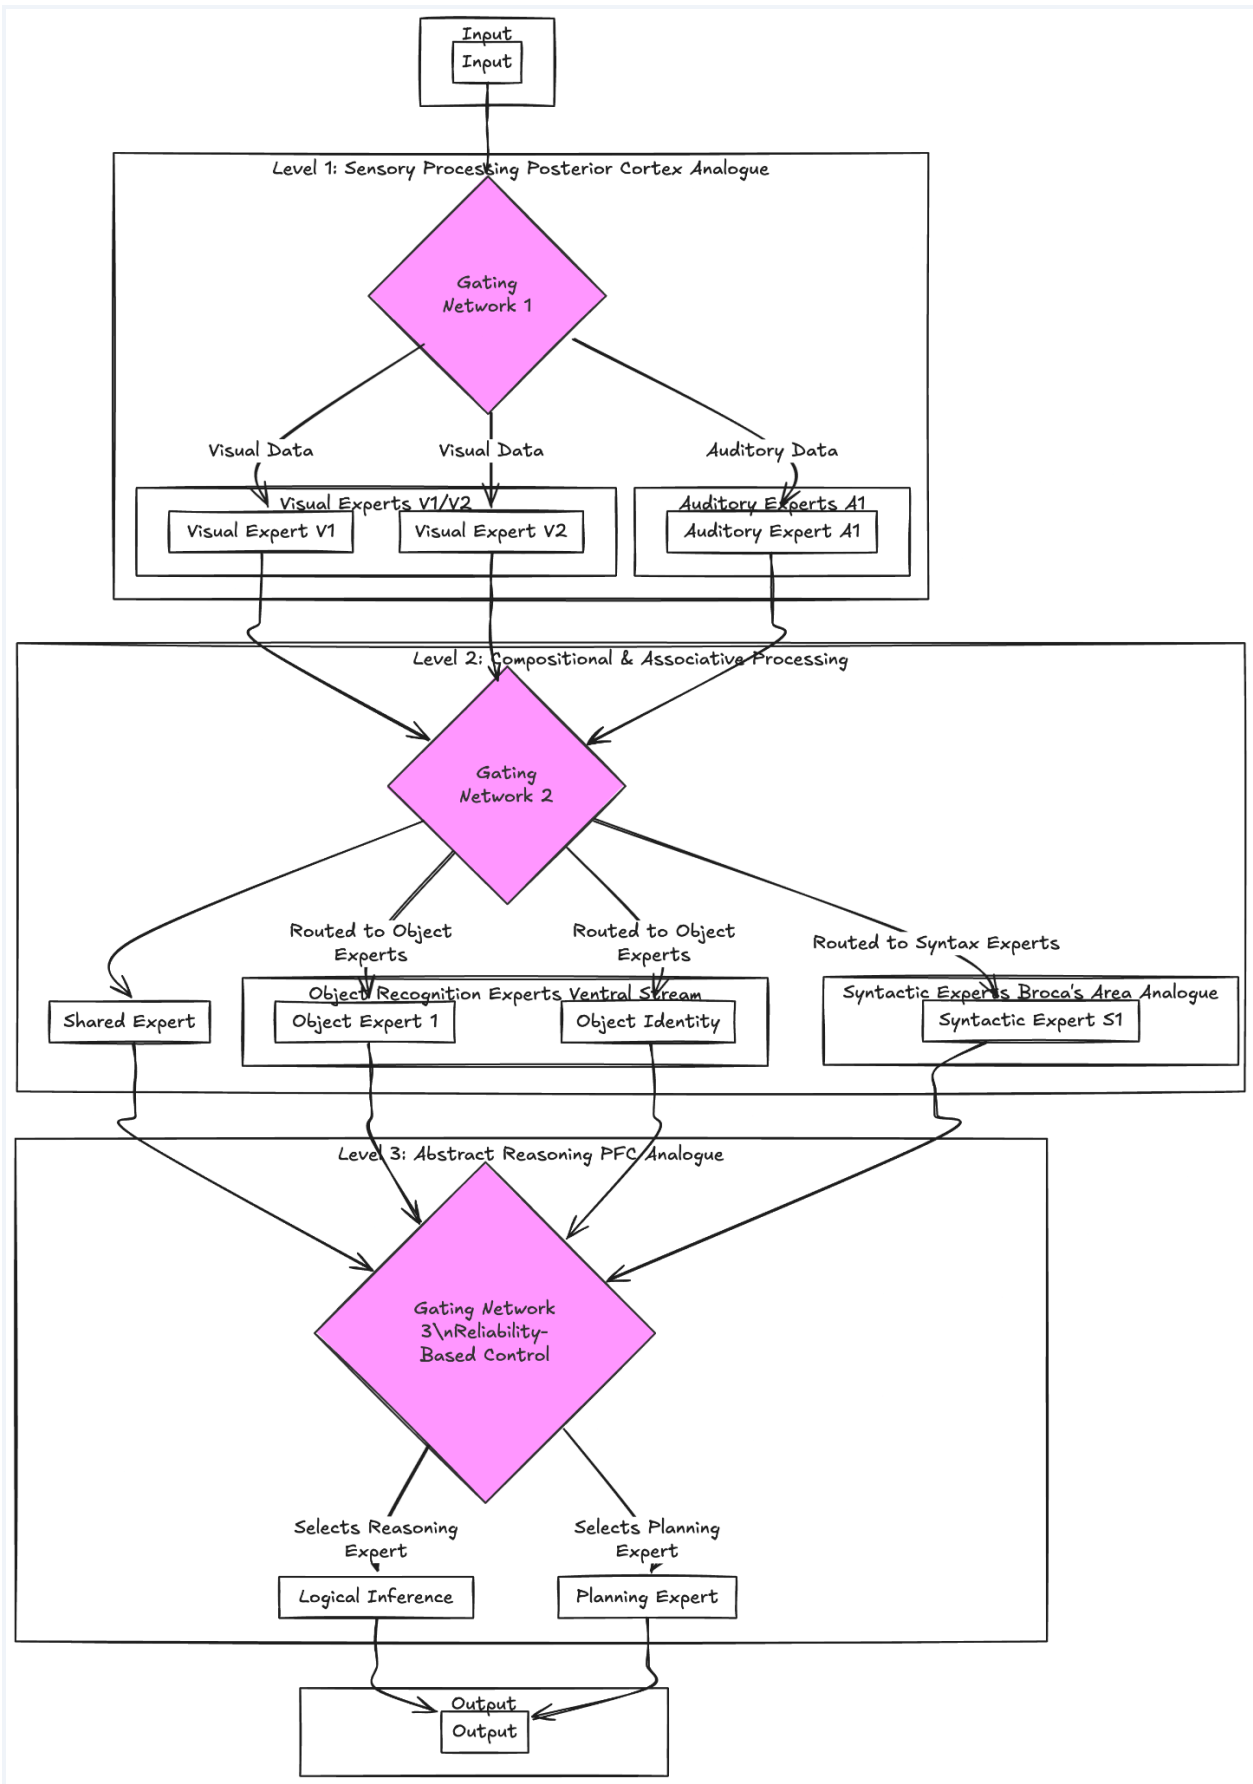 Input
Input
Level 1: Sensory Processing Posterior Cortex Analogue
Gating
Network 1
Visual Data
Visual Data
Auditory Data
Visual Experts V1/V2
Auditory Experts A1
Visual Expert V1
Visual Expert V2
Auditory Expert A1
Level 2: Compositional & Associative Processing
Gating
Network 2
Routed to Object
Experts
Routed to Object
Experts
Routed to Syntax Experts
Object Recognition Experts Ventral Stream
Syntactic Experts Broca's Area Analogue
Shared Expert
Object Expert 1
Object Identity
Syntactic Expert S1
Level 3: Abstract Reasoning PFC Analogue
Gating Network
3\nReliability-
Based Control
Selects Reasoning
Expert
Selects Planning
Expert
Logical Inference
Planning Expert
Output
Output